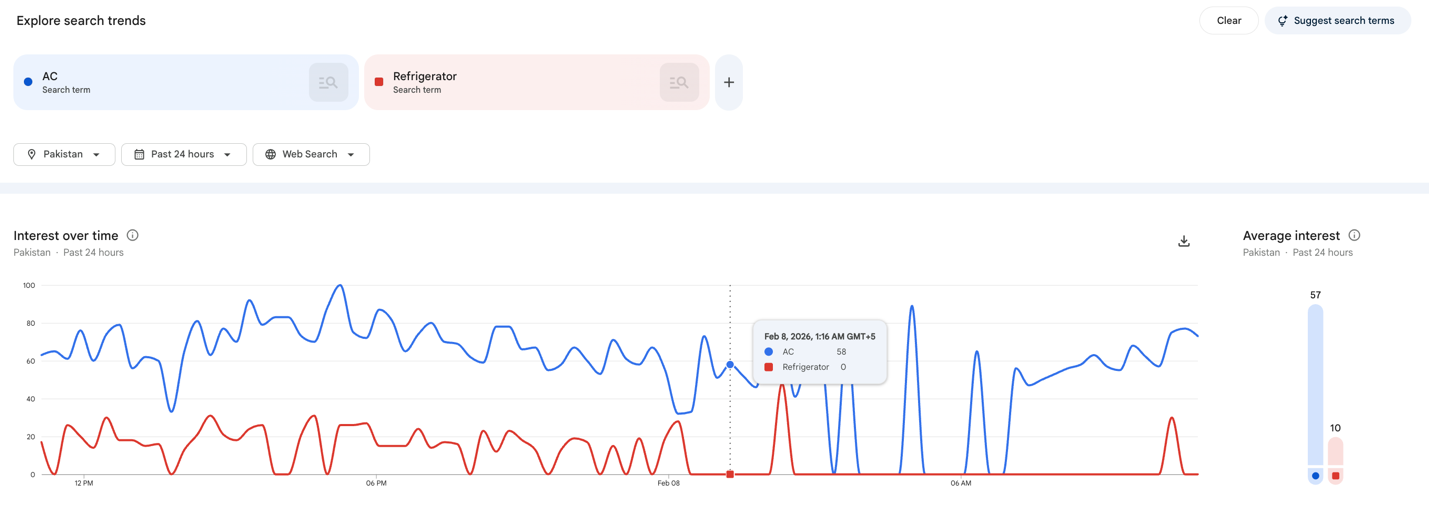 Explore search trends
Clear
Suggest search terms
AC
Search term
Refrigerator
Search term
Pakistan
Past 24 hours
Web Search
Interest over time
Pakistan · Past 24 hours
Average interest
Pakistan · Past 24 hours
100
80
60
40
20
0
12 PM
06 PM
Feb 08
06 AM
Feb 8, 2026, 1:16 AM GMT+5
AC 58
Refrigerator 0
57
10